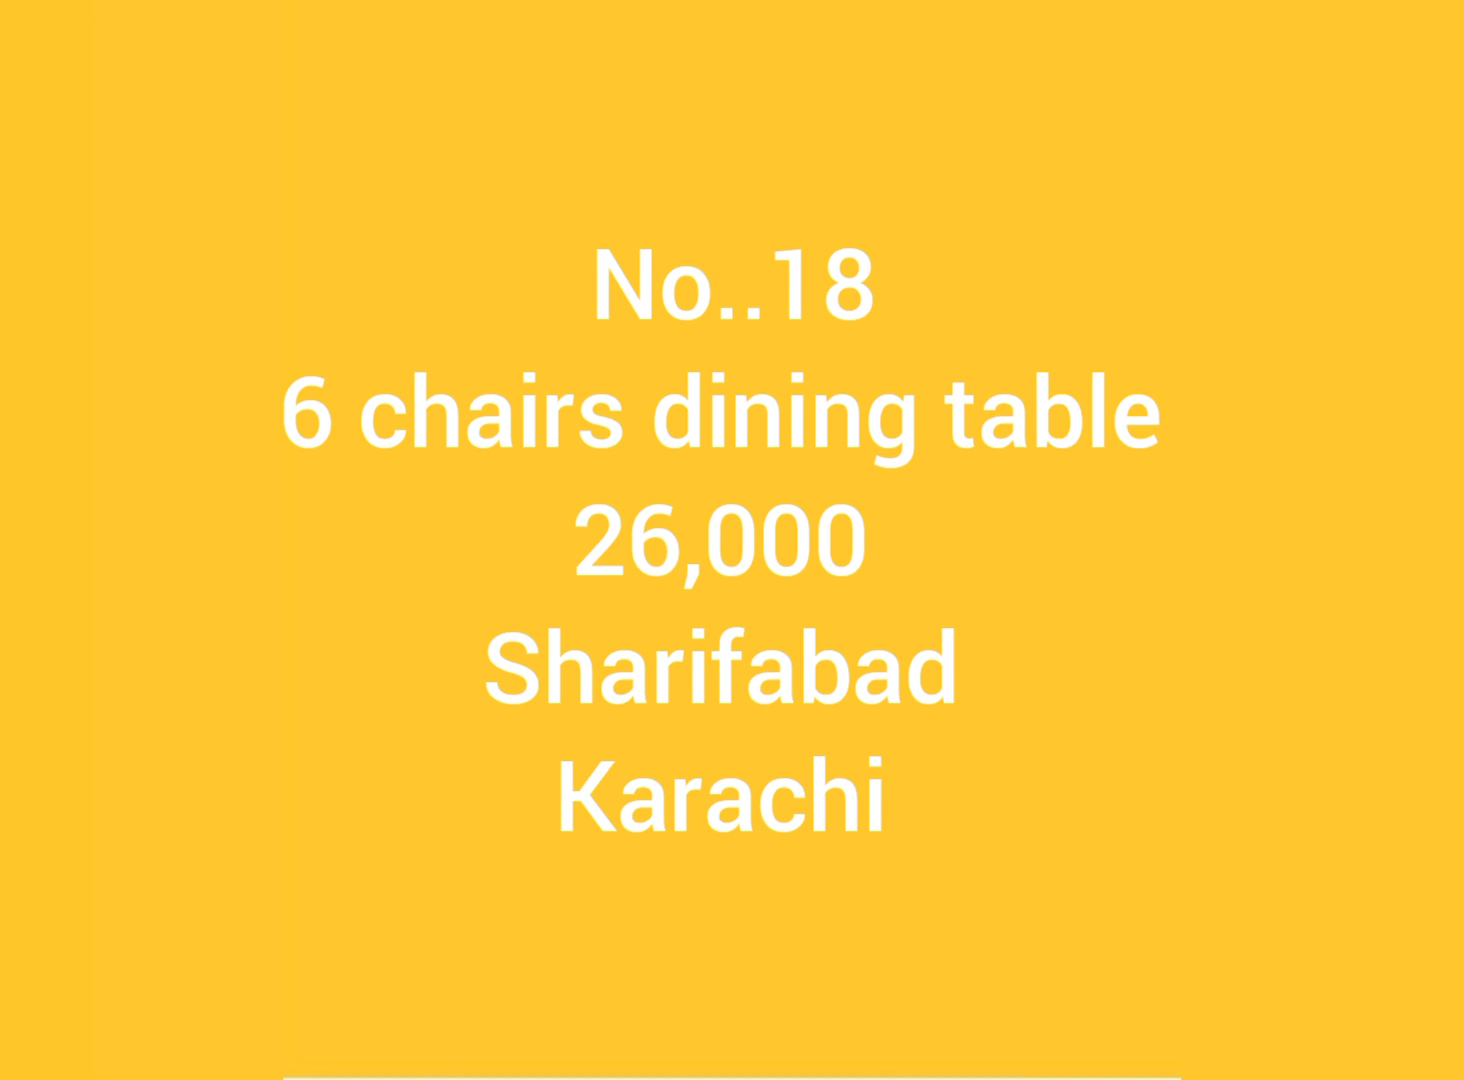 No..18
6 chairs dining table
26,000
Sharifabad
Karachi